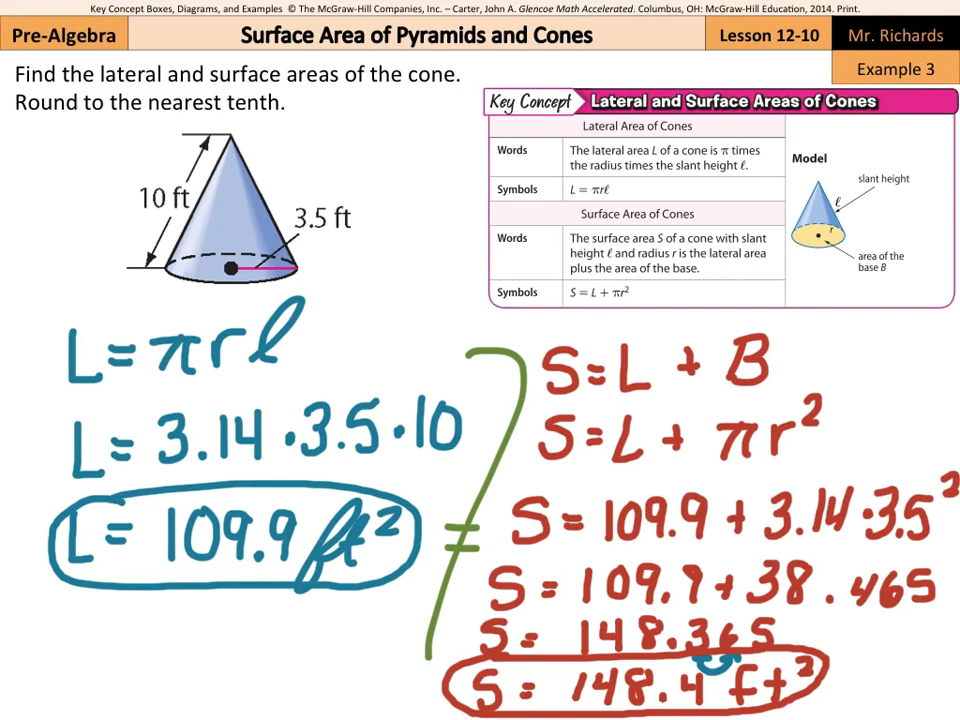 Key Concept Boxes, Diagrams, and Examples © The McGraw-Hill Companies, Inc. – Carter, John A. Glencoe Math Accelerated. Columbus, OH: McGraw-Hill Education, 2014. Print.
Pre-Algebra
Surface Area of Pyramids and Cones
Lesson 12-10
Mr. Richards
Example 3
Find the lateral and surface areas of the cone.
Round to the nearest tenth.
10 ft
3.5 ft
Key Concept
Lateral and Surface Areas of Cones
Lateral Area of Cones
Words
The lateral area L of a cone is π times
the radius times the slant height ℓ.
Symbols
L = πrℓ
Surface Area of Cones
Words
The surface area S of a cone with slant
height ℓ and radius r is the lateral area
plus the area of the base.
Symbols
S = L + πr²
Model
slant height
ℓ
r
area of the
base B
L = πrℓ
L = 3.14 · 3.5 · 10
L = 109.9 ft²
S = L + B
S = L + πr²
S = 109.9 + 3.14 · 3.5²
S = 109.9 + 38.465
S = 148.365
S = 148.4 ft²